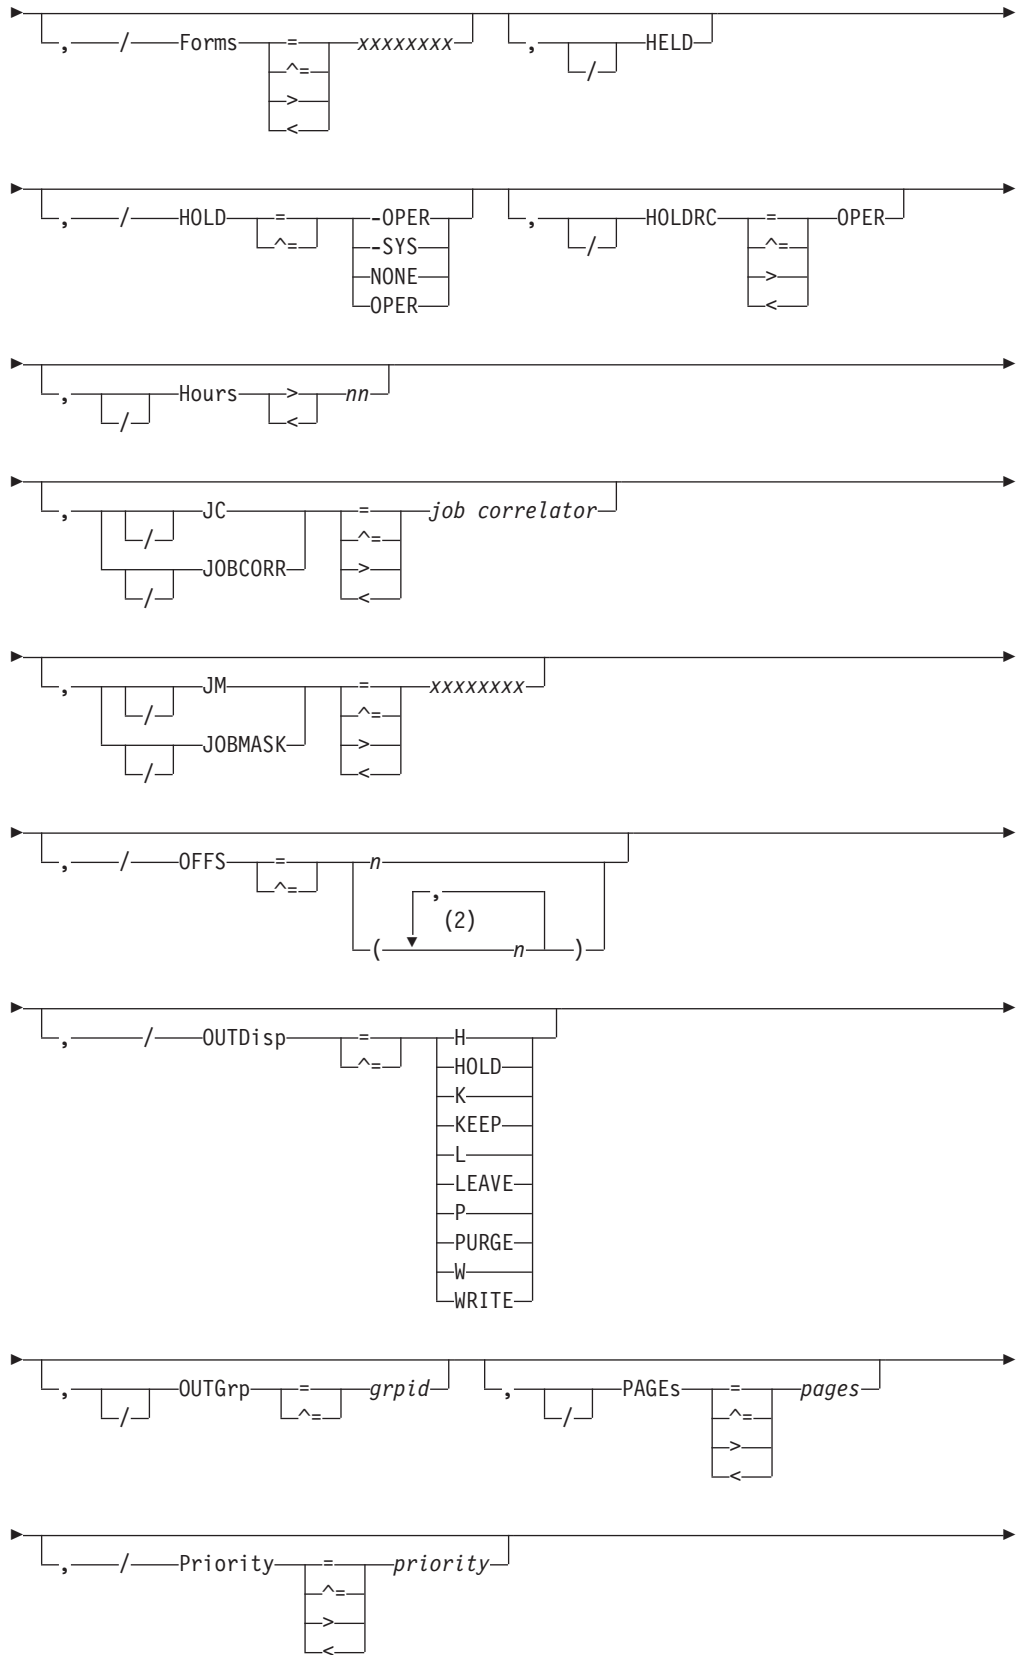 , / Forms = xxxxxxxx , HELD
^= /
>
<
, / HOLD = -OPER , HOLDRC = OPER
^= -SYS / ^=
NONE >
OPER <
, Hours > nn
/ <
, JC = job correlator
/ ^=
JOBCORR >
/ <
, JM = xxxxxxxx
/ ^=
JOBMASK >
/ <
, / OFFS = n
^= ,
(2)
( n )
, / OUTDisp = H
^= HOLD
K
KEEP
L
LEAVE
P
PURGE
W
WRITE
, OUTGrp = grpid , PAGEs = pages
/ ^= / ^=
>
<
, / Priority = priority
^=
>
<